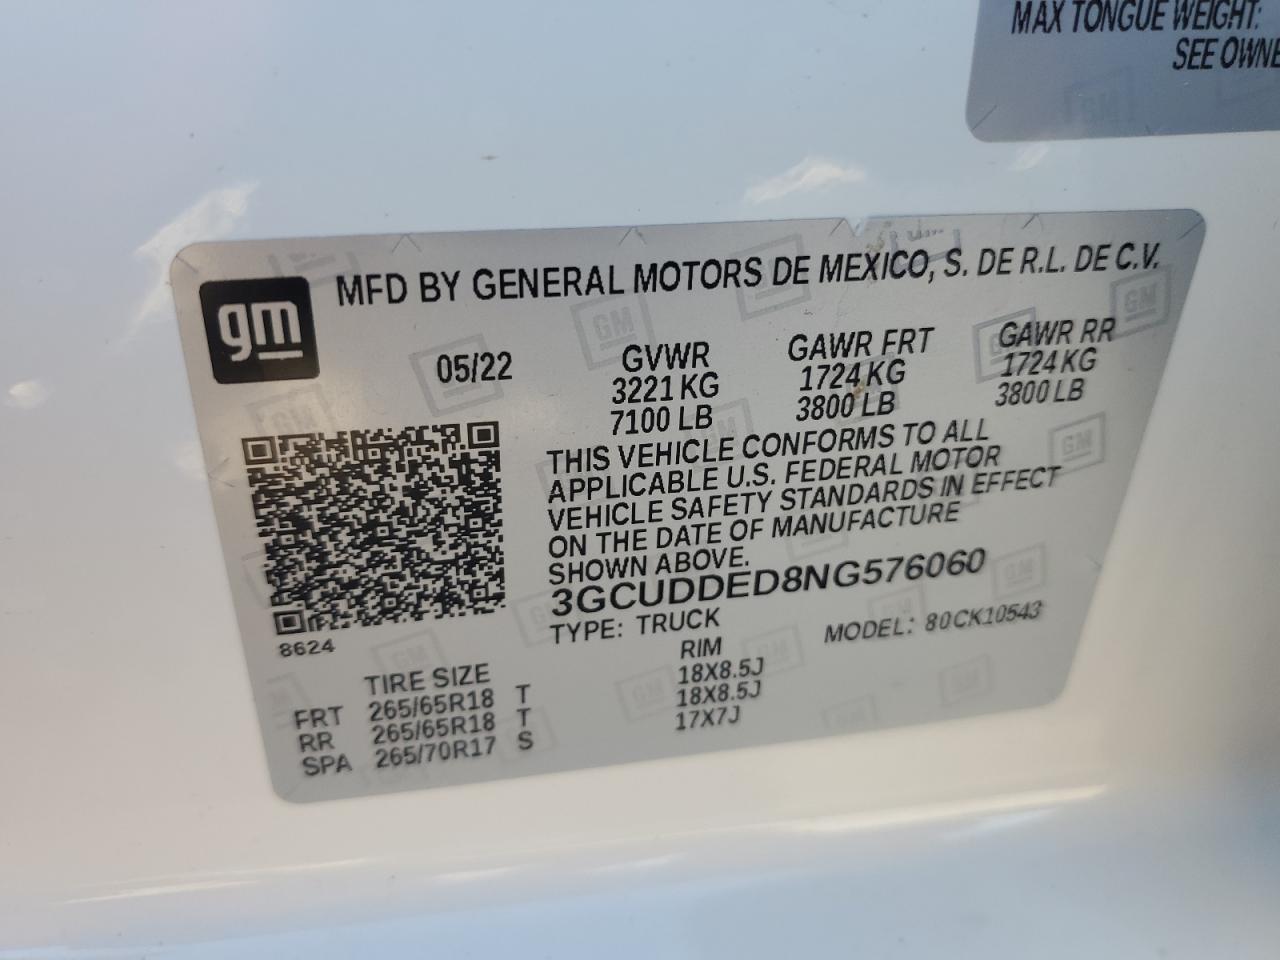 MAX TONGUE WEIGHT:
SEE OWNE
gm
MFD BY GENERAL MOTORS DE MEXICO, S. DE R.L. DE C.V.
05/22
GVWR GAWR FRT GAWR RR
3221 KG 1724 KG 1724 KG
7100 LB 3800 LB 3800 LB
THIS VEHICLE CONFORMS TO ALL
APPLICABLE U.S. FEDERAL MOTOR
VEHICLE SAFETY STANDARDS IN EFFECT
ON THE DATE OF MANUFACTURE
SHOWN ABOVE.
3GCUDDED8NG576060
TYPE: TRUCK MODEL: 80CK10543
8624
TIRE SIZE RIM
FRT 265/65R18 T 18X8.5J
RR 265/65R18 T 18X8.5J
SPA 265/70R17 S 17X7J